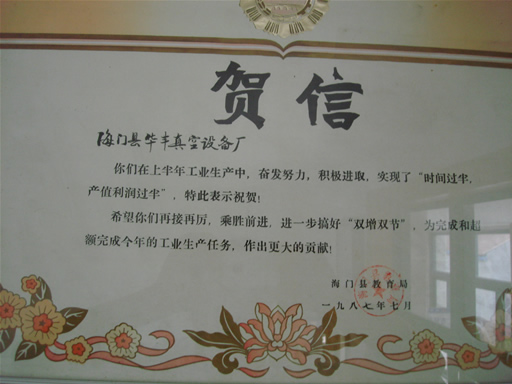 贺信
海门县华丰真空设备厂
你们在上半年工业生产中，奋发努力，积极进取，实现了“时间过半，
产值利润过半”，特此表示祝贺！
希望你们再接再厉，乘胜前进，进一步搞好“双增双节”，为完成和超
额完成今年的工业生产任务，作出更大的贡献！
海门县教育局
一九八七年七月